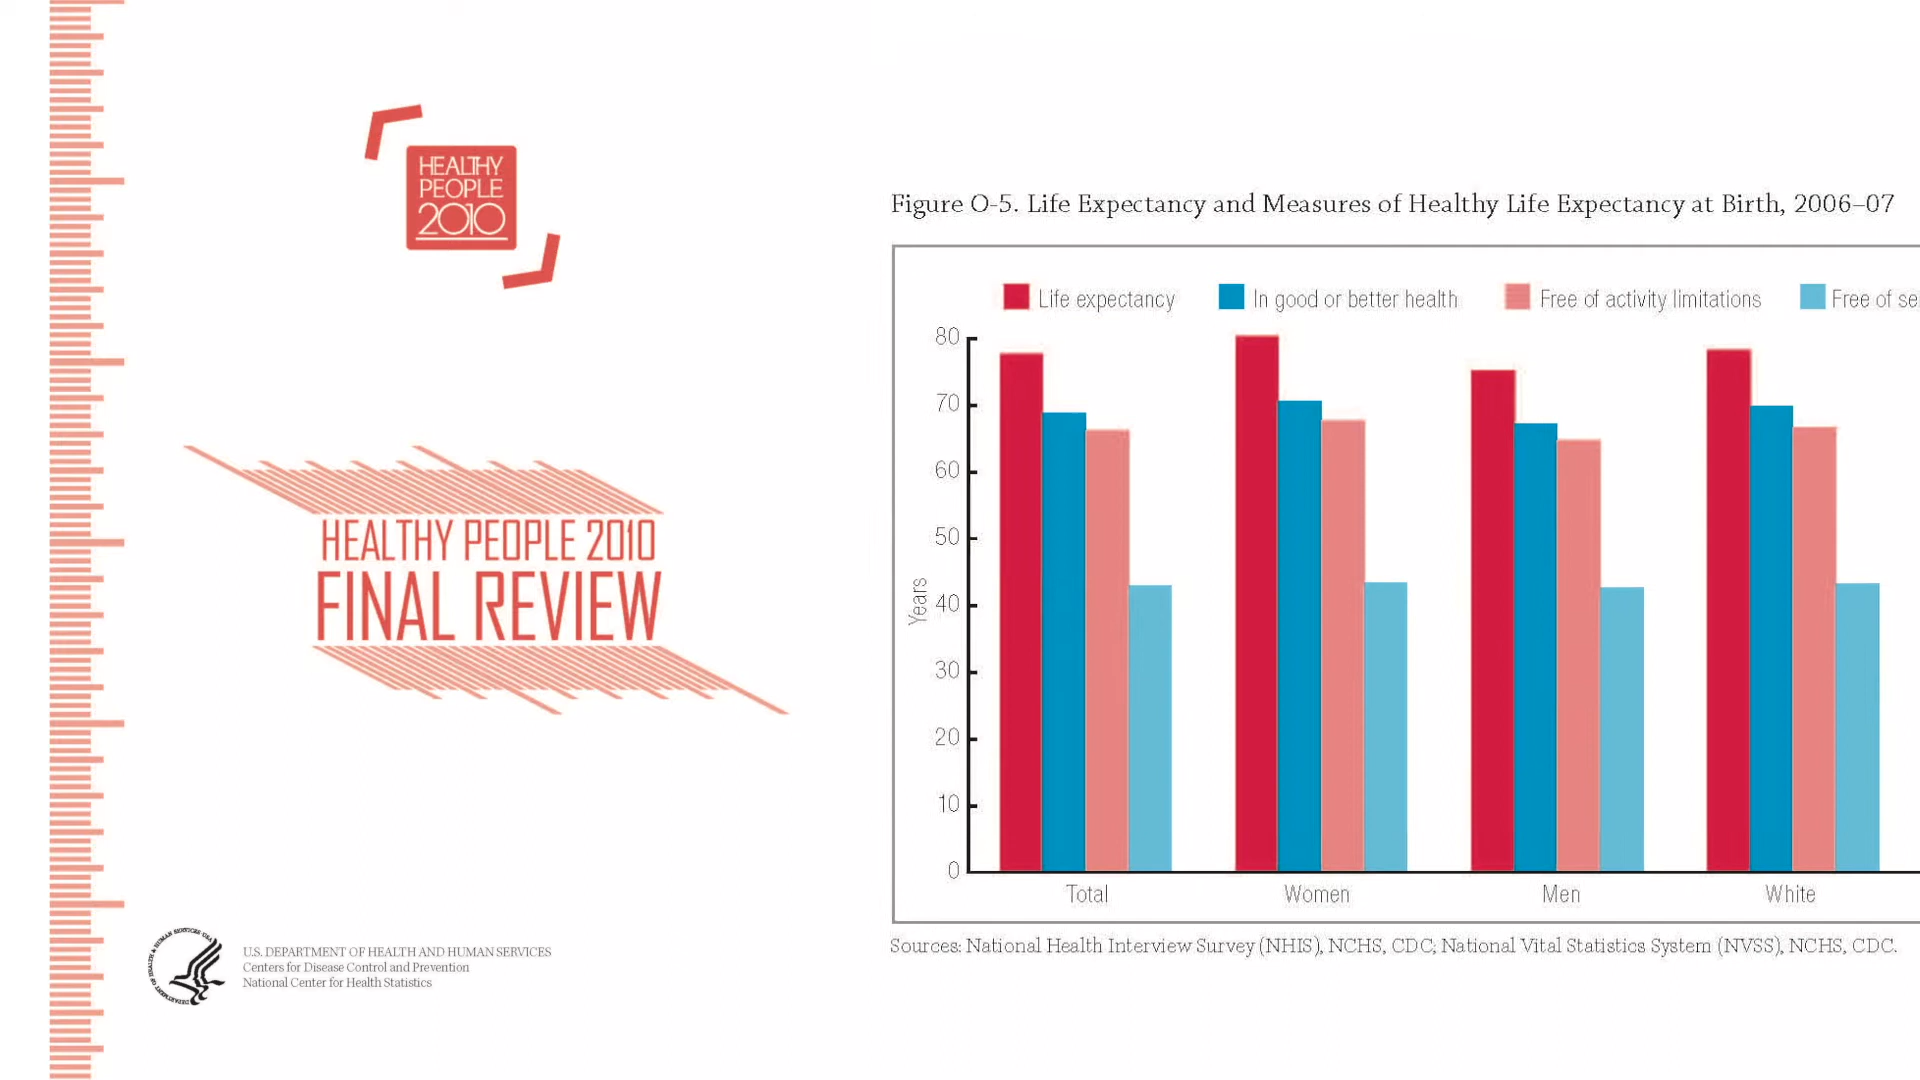 HEALTHY
PEOPLE
2010
HEALTHY PEOPLE 2010
FINAL REVIEW
U.S. DEPARTMENT OF HEALTH AND HUMAN SERVICES
Centers for Disease Control and Prevention
National Center for Health Statistics
Figure O-5. Life Expectancy and Measures of Healthy Life Expectancy at Birth, 2006–07
Life expectancy In good or better health Free of activity limitations Free of
80
70
60
50
40
30
20
10
0
Years
Total Women Men White
Sources: National Health Interview Survey (NHIS), NCHS, CDC; National Vital Statistics System (NVSS), NCHS, CDC.